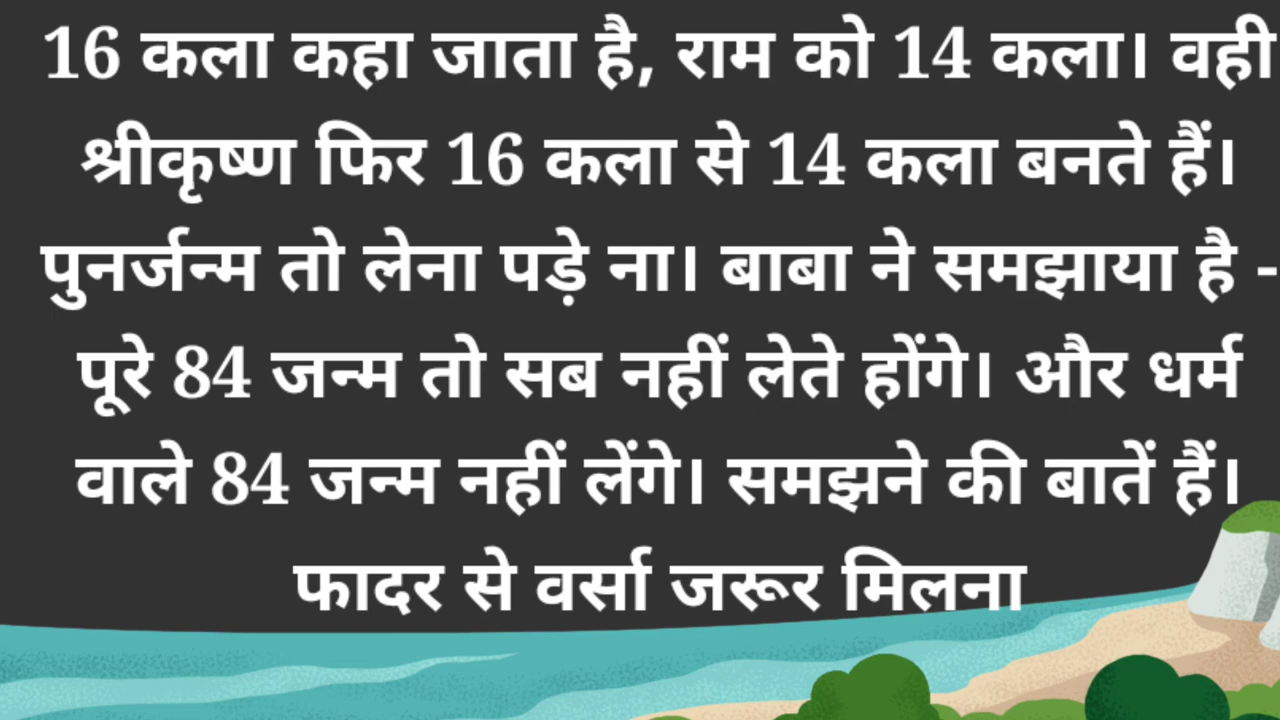 16 कला कहा जाता है, राम को 14 कला। वही
श्रीकृष्ण फिर 16 कला से 14 कला बनते हैं।
पुनर्जन्म तो लेना पड़े ना। बाबा ने समझाया है -
पूरे 84 जन्म तो सब नहीं लेते होंगे। और धर्म
वाले 84 जन्म नहीं लेंगे। समझने की बातें हैं।
फादर से वर्सा जरूर मिलना